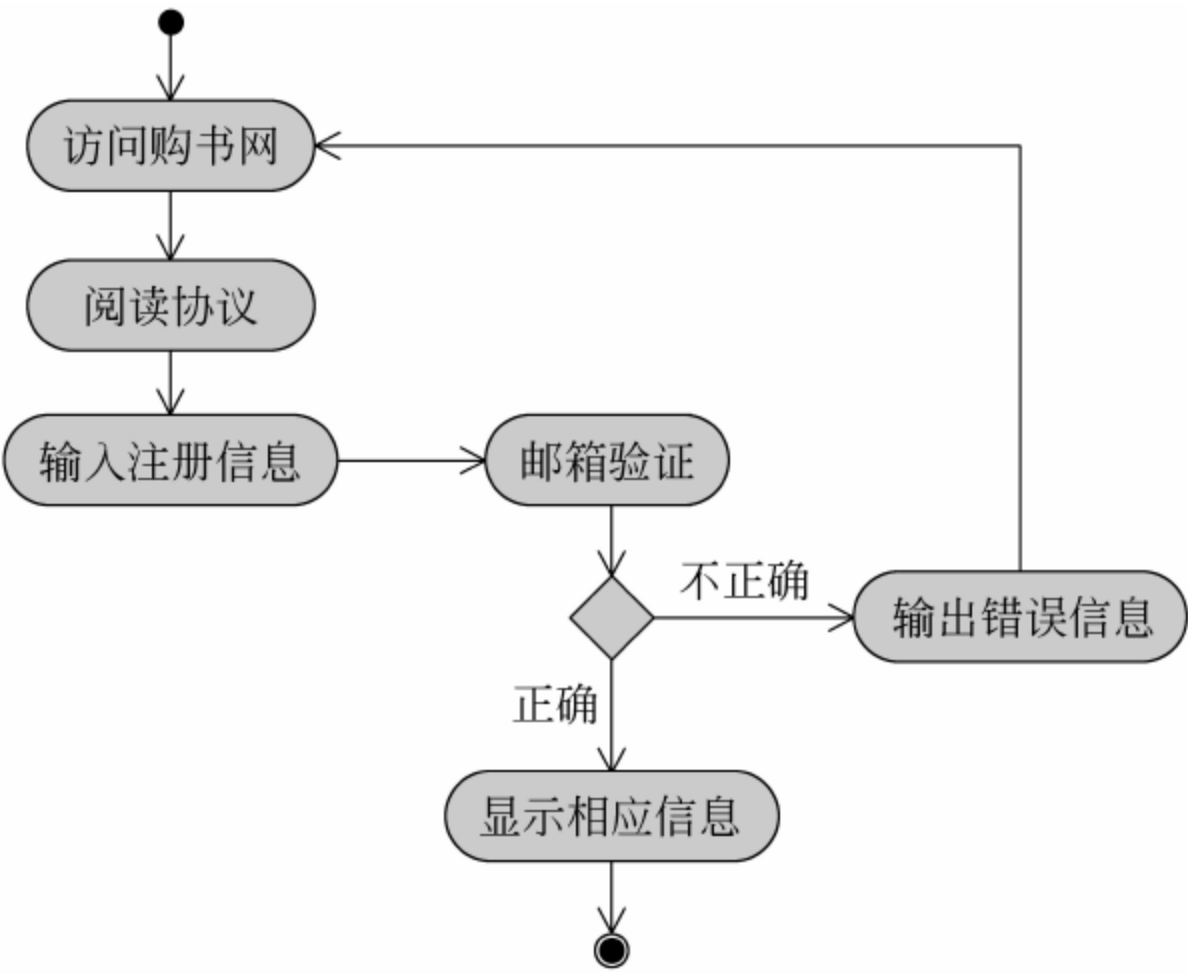 访问购书网
阅读协议
输入注册信息
邮箱验证
不正确
输出错误信息
正确
显示相应信息